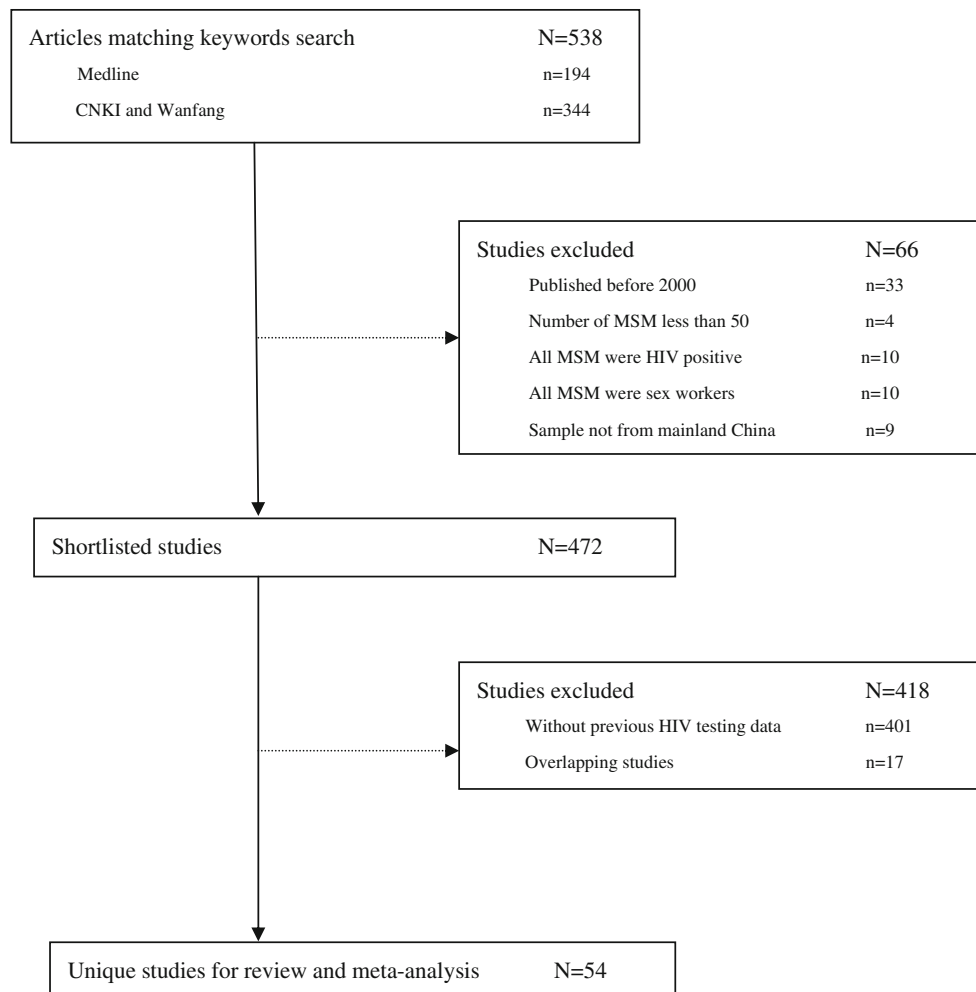 Articles matching keywords search N=538
Medline n=194
CNKI and Wanfang n=344
Studies excluded N=66
Published before 2000 n=33
Number of MSM less than 50 n=4
All MSM were HIV positive n=10
All MSM were sex workers n=10
Sample not from mainland China n=9
Shortlisted studies N=472
Studies excluded N=418
Without previous HIV testing data n=401
Overlapping studies n=17
Unique studies for review and meta-analysis N=54